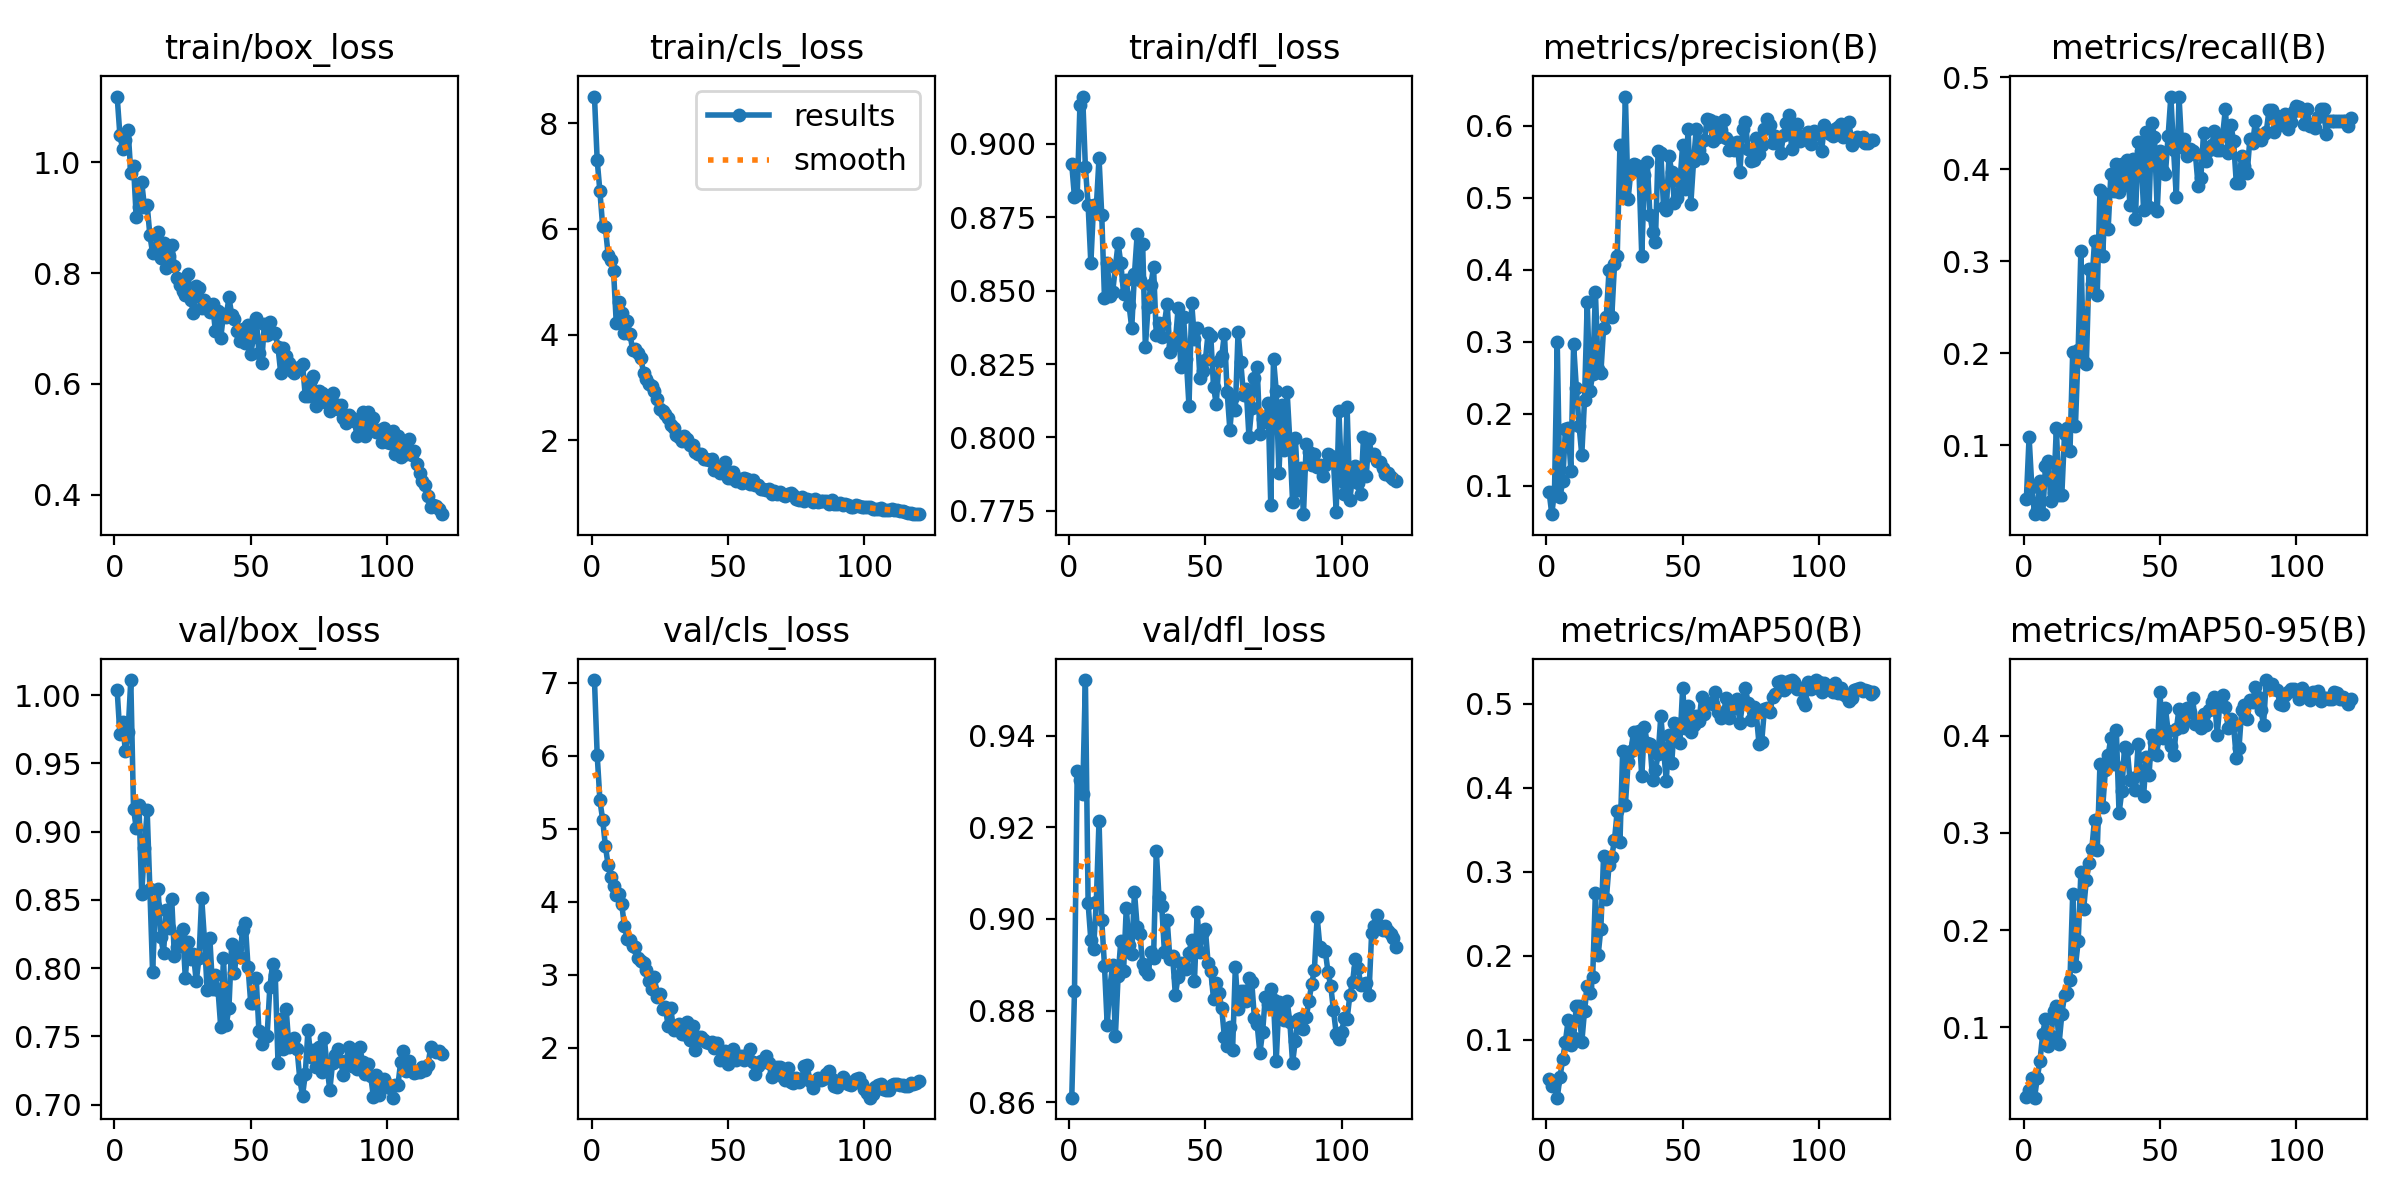 train/box_loss
1.0
0.8
0.6
0.4
0 50 100
train/cls_loss
results
smooth
8
6
4
2
0 50 100
train/dfl_loss
0.900
0.875
0.850
0.825
0.800
0.775
0 50 100
metrics/precision(B)
0.6
0.5
0.4
0.3
0.2
0.1
0 50 100
metrics/recall(B)
0.5
0.4
0.3
0.2
0.1
0 50 100
val/box_loss
1.00
0.95
0.90
0.85
0.80
0.75
0.70
0 50 100
val/cls_loss
7
6
5
4
3
2
0 50 100
val/dfl_loss
0.94
0.92
0.90
0.88
0.86
0 50 100
metrics/mAP50(B)
0.5
0.4
0.3
0.2
0.1
0 50 100
metrics/mAP50-95(B)
0.4
0.3
0.2
0.1
0 50 100